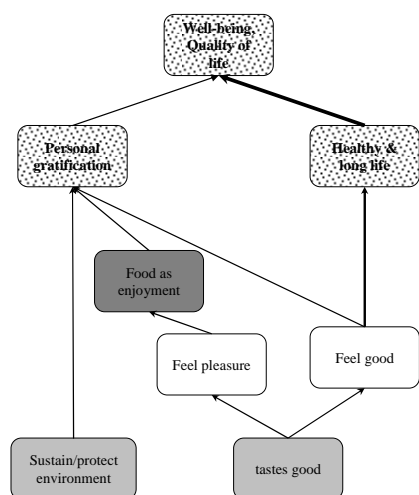 Well-being,
Quality of
life
Personal
gratification
Healthy &
long life
Food as
enjoyment
Feel pleasure
Feel good
Sustain/protect
environment
tastes good